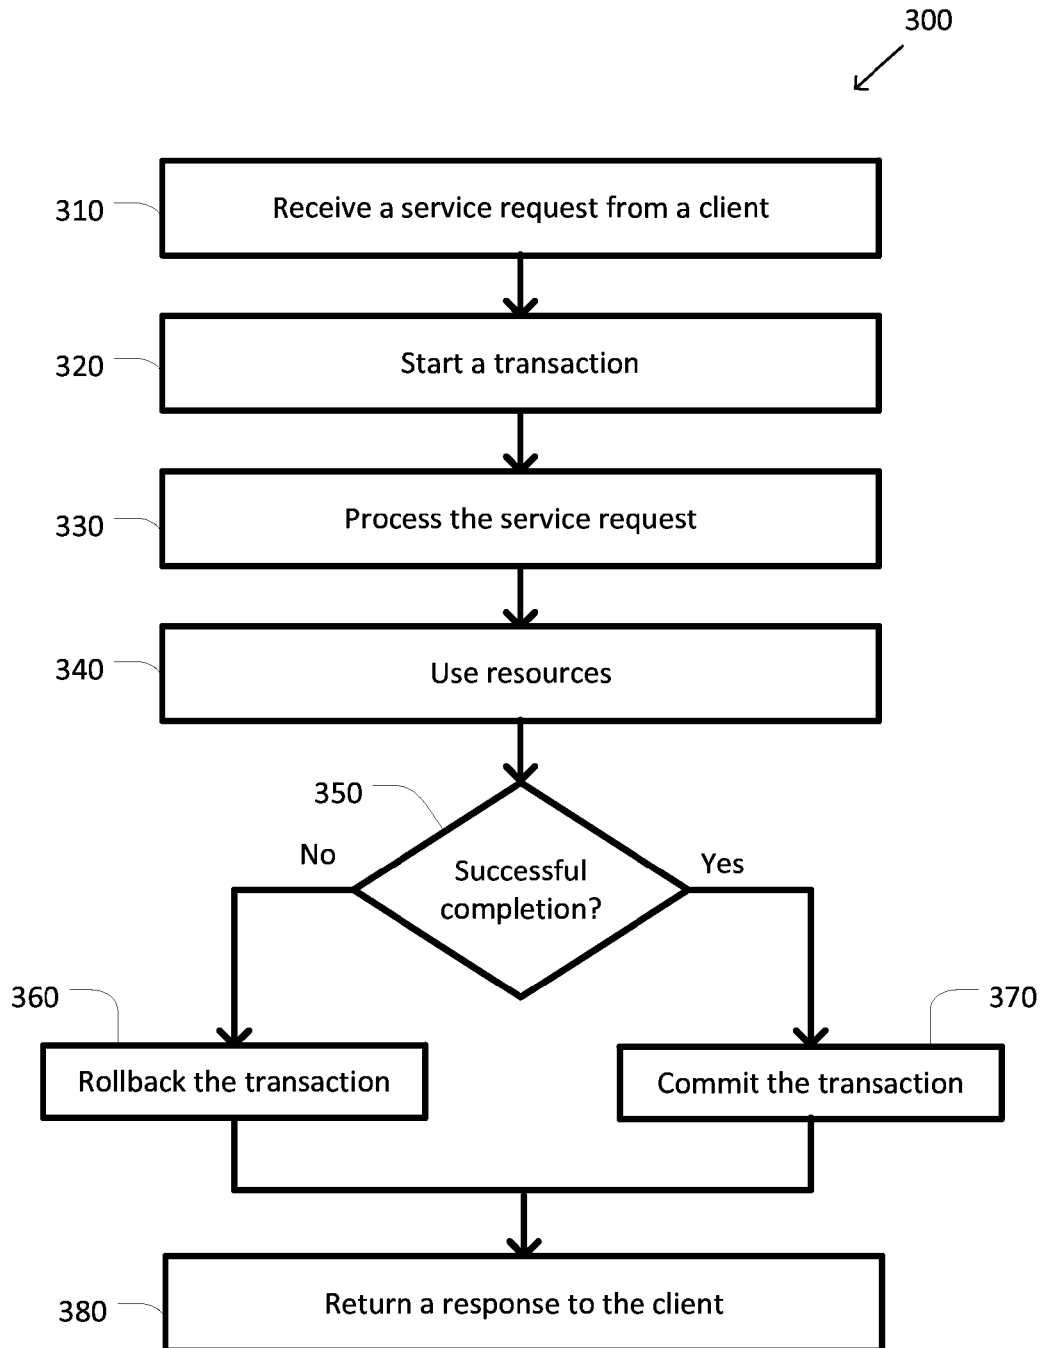 300
310
Receive a service request from a client
320
Start a transaction
330
Process the service request
340
Use resources
350
No
Successful
completion?
Yes
360
Rollback the transaction
370
Commit the transaction
380
Return a response to the client